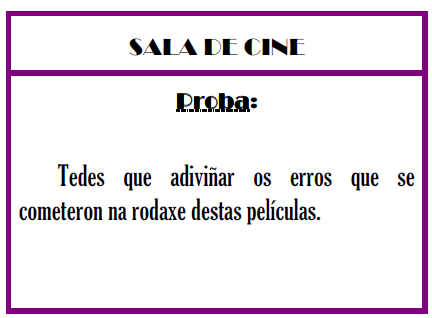 SALA DE CINE
Proba:
Tedes que adiviñar os erros que se
cometeron na rodaxe destas películas.